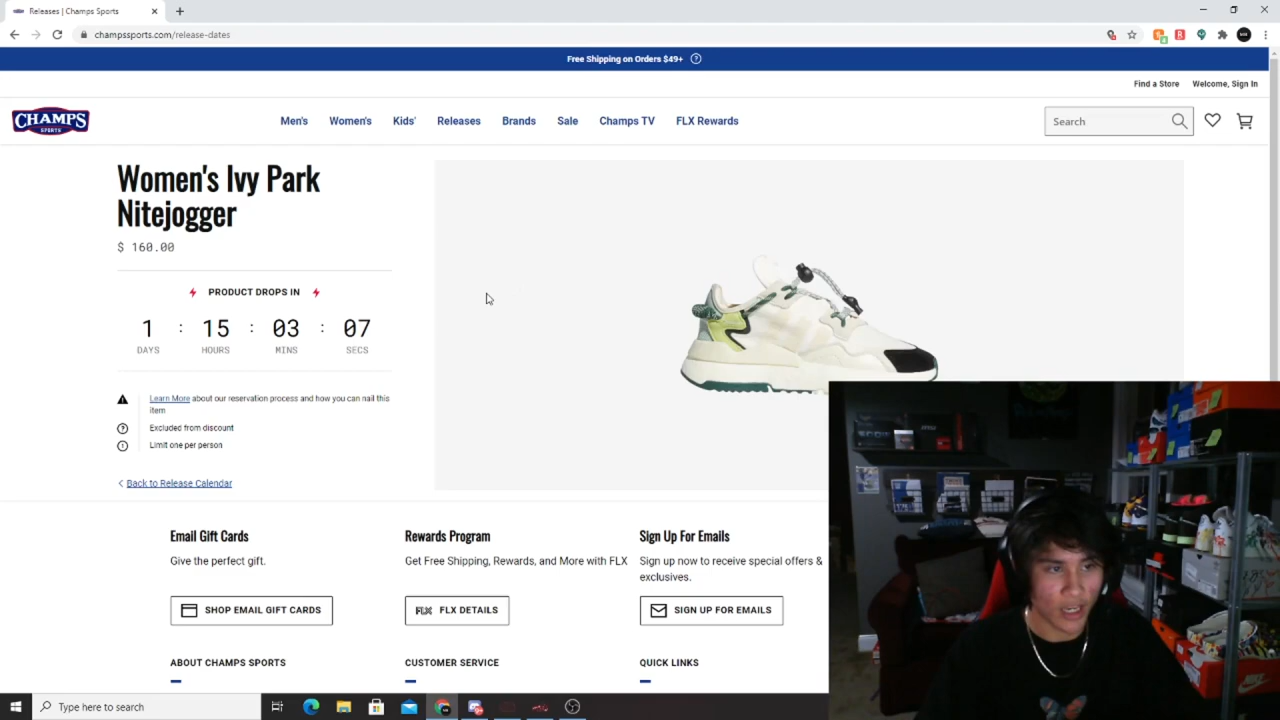 Releases | Champs Sports
champssports.com/release-dates
Free Shipping on Orders $49+
Find a Store
Welcome, Sign In
CHAMPS
SPORTS
Men's
Women's
Kids'
Releases
Brands
Sale
Champs TV
FLX Rewards
Search
Women's Ivy Park
Nitejogger
$ 160.00
PRODUCT DROPS IN
1 : 15 : 03 : 07
DAYS HOURS MINS SECS
Learn More about our reservation process and how you can nail this
item
Excluded from discount
Limit one per person
Back to Release Calendar
Email Gift Cards
Give the perfect gift.
SHOP EMAIL GIFT CARDS
Rewards Program
Get Free Shipping, Rewards, and More with FLX
FLX FLX DETAILS
Sign Up For Emails
Sign up now to receive special offers &
exclusives.
SIGN UP FOR EMAILS
ABOUT CHAMPS SPORTS
CUSTOMER SERVICE
QUICK LINKS
Type here to search